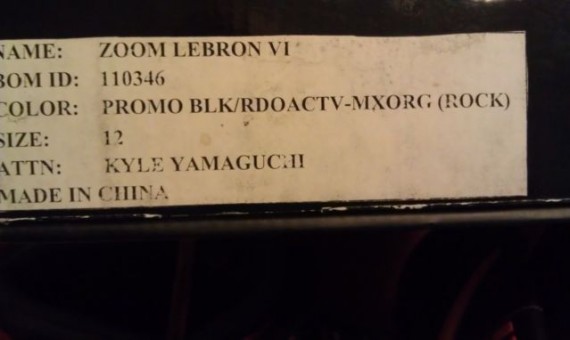 NAME: ZOOM LEBRON VI
BOM ID: 110346
COLOR: PROMO BLK/RDOACTV-MXORG (ROCK)
SIZE: 12
ATTN: KYLE YAMAGUCHI
MADE IN CHINA